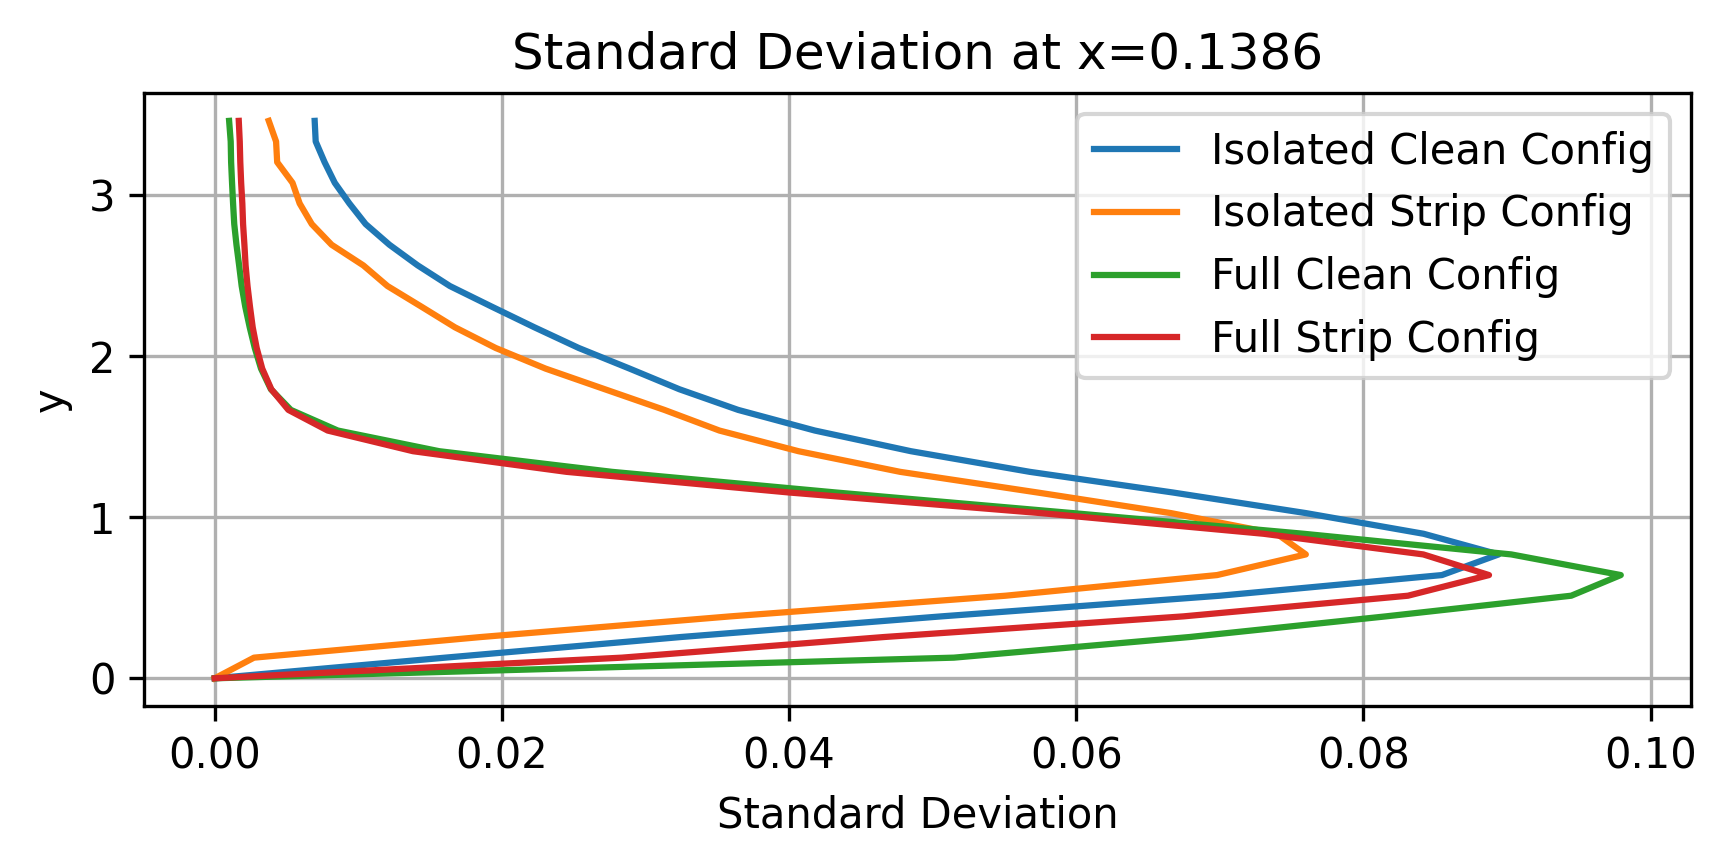 Standard Deviation at x=0.1386
Isolated Clean Config
Isolated Strip Config
Full Clean Config
Full Strip Config
3
2
1
0
y
0.00 0.02 0.04 0.06 0.08 0.10
Standard Deviation